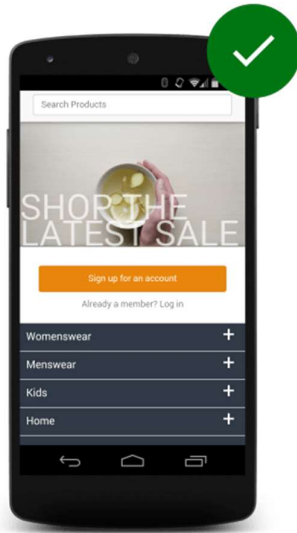 Search Products
SHOP THE
LATEST SALE
Sign up for an account
Already a member? Log in
Womenswear
Menswear
Kids
Home